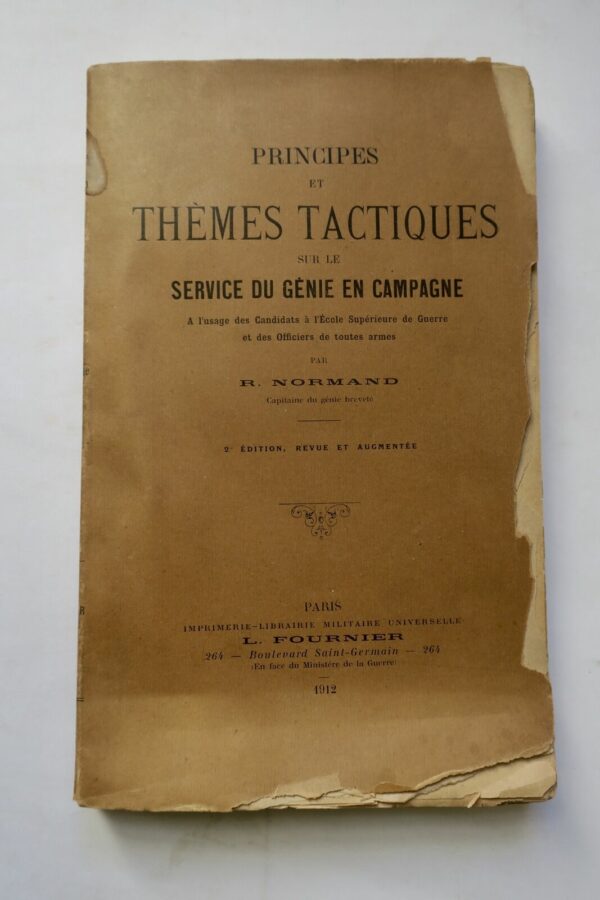 PRINCIPES
ET
THÈMES TACTIQUES
SUR LE
SERVICE DU GÉNIE EN CAMPAGNE
A l'usage des Candidats à l'École Supérieure de Guerre
et des Officiers de toutes armes
PAR
R. NORMAND
Capitaine du génie breveté
2e ÉDITION, REVUE ET AUGMENTÉE
PARIS
IMPRIMERIE-LIBRAIRIE MILITAIRE UNIVERSELLE
L. FOURNIER
264 — Boulevard Saint-Germain — 264
(En face du Ministère de la Guerre)
1912